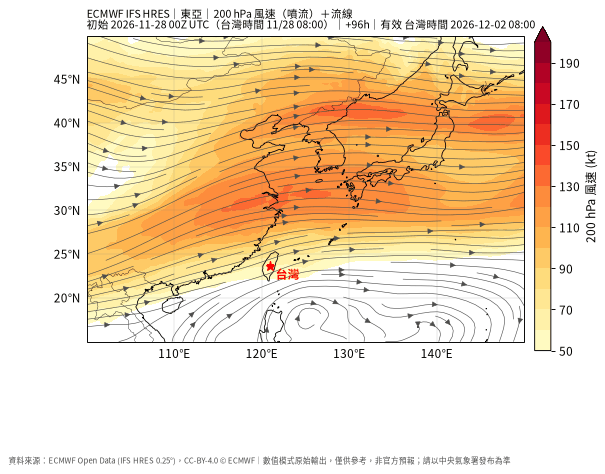 ECMWF IFS HRES｜東亞｜200 hPa 風速（噴流）＋流線
初始 2026-11-28 00Z UTC（台灣時間 11/28 08:00）｜+96h｜有效 台灣時間 2026-12-02 08:00
45°N
40°N
35°N
30°N
25°N
20°N
110°E
120°E
130°E
140°E
台灣
190
170
150
130
110
90
70
50
200 hPa 風速 (kt)
資料來源：ECMWF Open Data (IFS HRES 0.25°)，CC-BY-4.0 © ECMWF｜數值模式原始輸出，僅供參考，非官方預報；請以中央氣象署發布為準